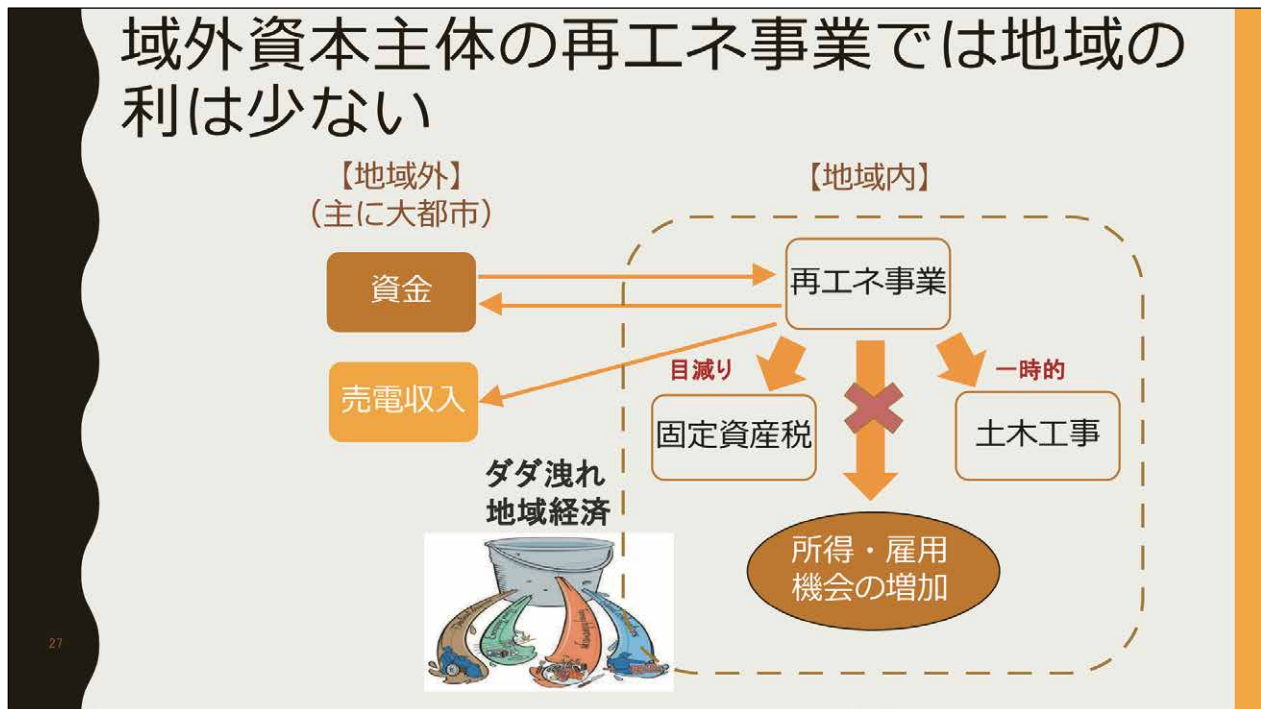 域外資本主体の再エネ事業では地域の
利は少ない
【地域外】
（主に大都市）
【地域内】
資金
再エネ事業
売電収入
目減り
一時的
固定資産税
土木工事
ダダ洩れ
地域経済
所得・雇用
機会の増加
27